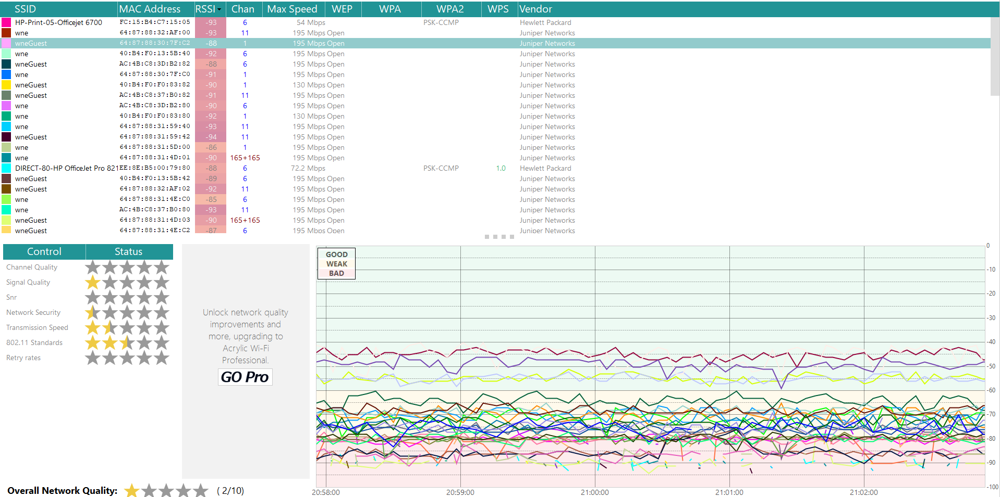 SSID MAC Address RSSI Chan Max Speed WEP WPA WPA2 WPS Vendor
HP-Print-05-Officejet 6700 FC:15:B4:C7:15:05 -93 6 54 Mbps PSK-CCMP Hewlett Packard
wne 64:87:88:32:AF:00 -93 11 195 Mbps Open Juniper Networks
wneGuest 64:87:88:30:7F:C2 -88 1 195 Mbps Open Juniper Networks
wne 40:B4:F0:13:5B:40 -92 6 195 Mbps Open Juniper Networks
wneGuest AC:4B:C8:3D:B2:82 -88 6 195 Mbps Open Juniper Networks
wne 64:87:88:30:7F:C0 -91 1 195 Mbps Open Juniper Networks
wneGuest 40:B4:F0:F0:83:82 -90 1 130 Mbps Open Juniper Networks
wneGuest AC:4B:C8:37:B0:82 -91 11 195 Mbps Open Juniper Networks
wne AC:4B:C8:3D:B2:80 -90 6 195 Mbps Open Juniper Networks
wne 40:B4:F0:F0:83:80 -92 1 130 Mbps Open Juniper Networks
wne 64:87:88:31:59:40 -93 11 195 Mbps Open Juniper Networks
wneGuest 64:87:88:31:59:42 -94 11 195 Mbps Open Juniper Networks
wne 64:87:88:31:5D:00 -86 1 195 Mbps Open Juniper Networks
wne 64:87:88:31:4D:01 -90 165+165 195 Mbps Open Juniper Networks
DIRECT-80-HP OfficeJet Pro 821 EE:8E:B5:00:79:80 -88 6 72.2 Mbps PSK-CCMP 1.0 Hewlett Packard
wneGuest 40:B4:F0:13:5B:42 -89 6 195 Mbps Open Juniper Networks
wneGuest 64:87:88:32:AF:02 -92 11 195 Mbps Open Juniper Networks
wne 64:87:88:31:4E:C0 -85 6 195 Mbps Open Juniper Networks
wne AC:4B:C8:37:B0:80 -93 11 195 Mbps Open Juniper Networks
wneGuest 64:87:88:31:4D:03 -90 165+165 195 Mbps Open Juniper Networks
wneGuest 64:87:88:31:4E:C2 -87 6 195 Mbps Open Juniper Networks
Control Status
Channel Quality
Signal Quality
Snr
Network Security
Transmission Speed
802.11 Standards
Retry rates
Overall Network Quality: ( 2/10)
Unlock network quality
improvements and
more, upgrading to
Acrylic Wi-Fi
Professional.
GO Pro
GOOD
WEAK
BAD
0
-10
-20
-30
-40
-50
-60
-70
-80
-90
-100
20:58:00 20:59:00 21:00:00 21:01:00 21:02:00